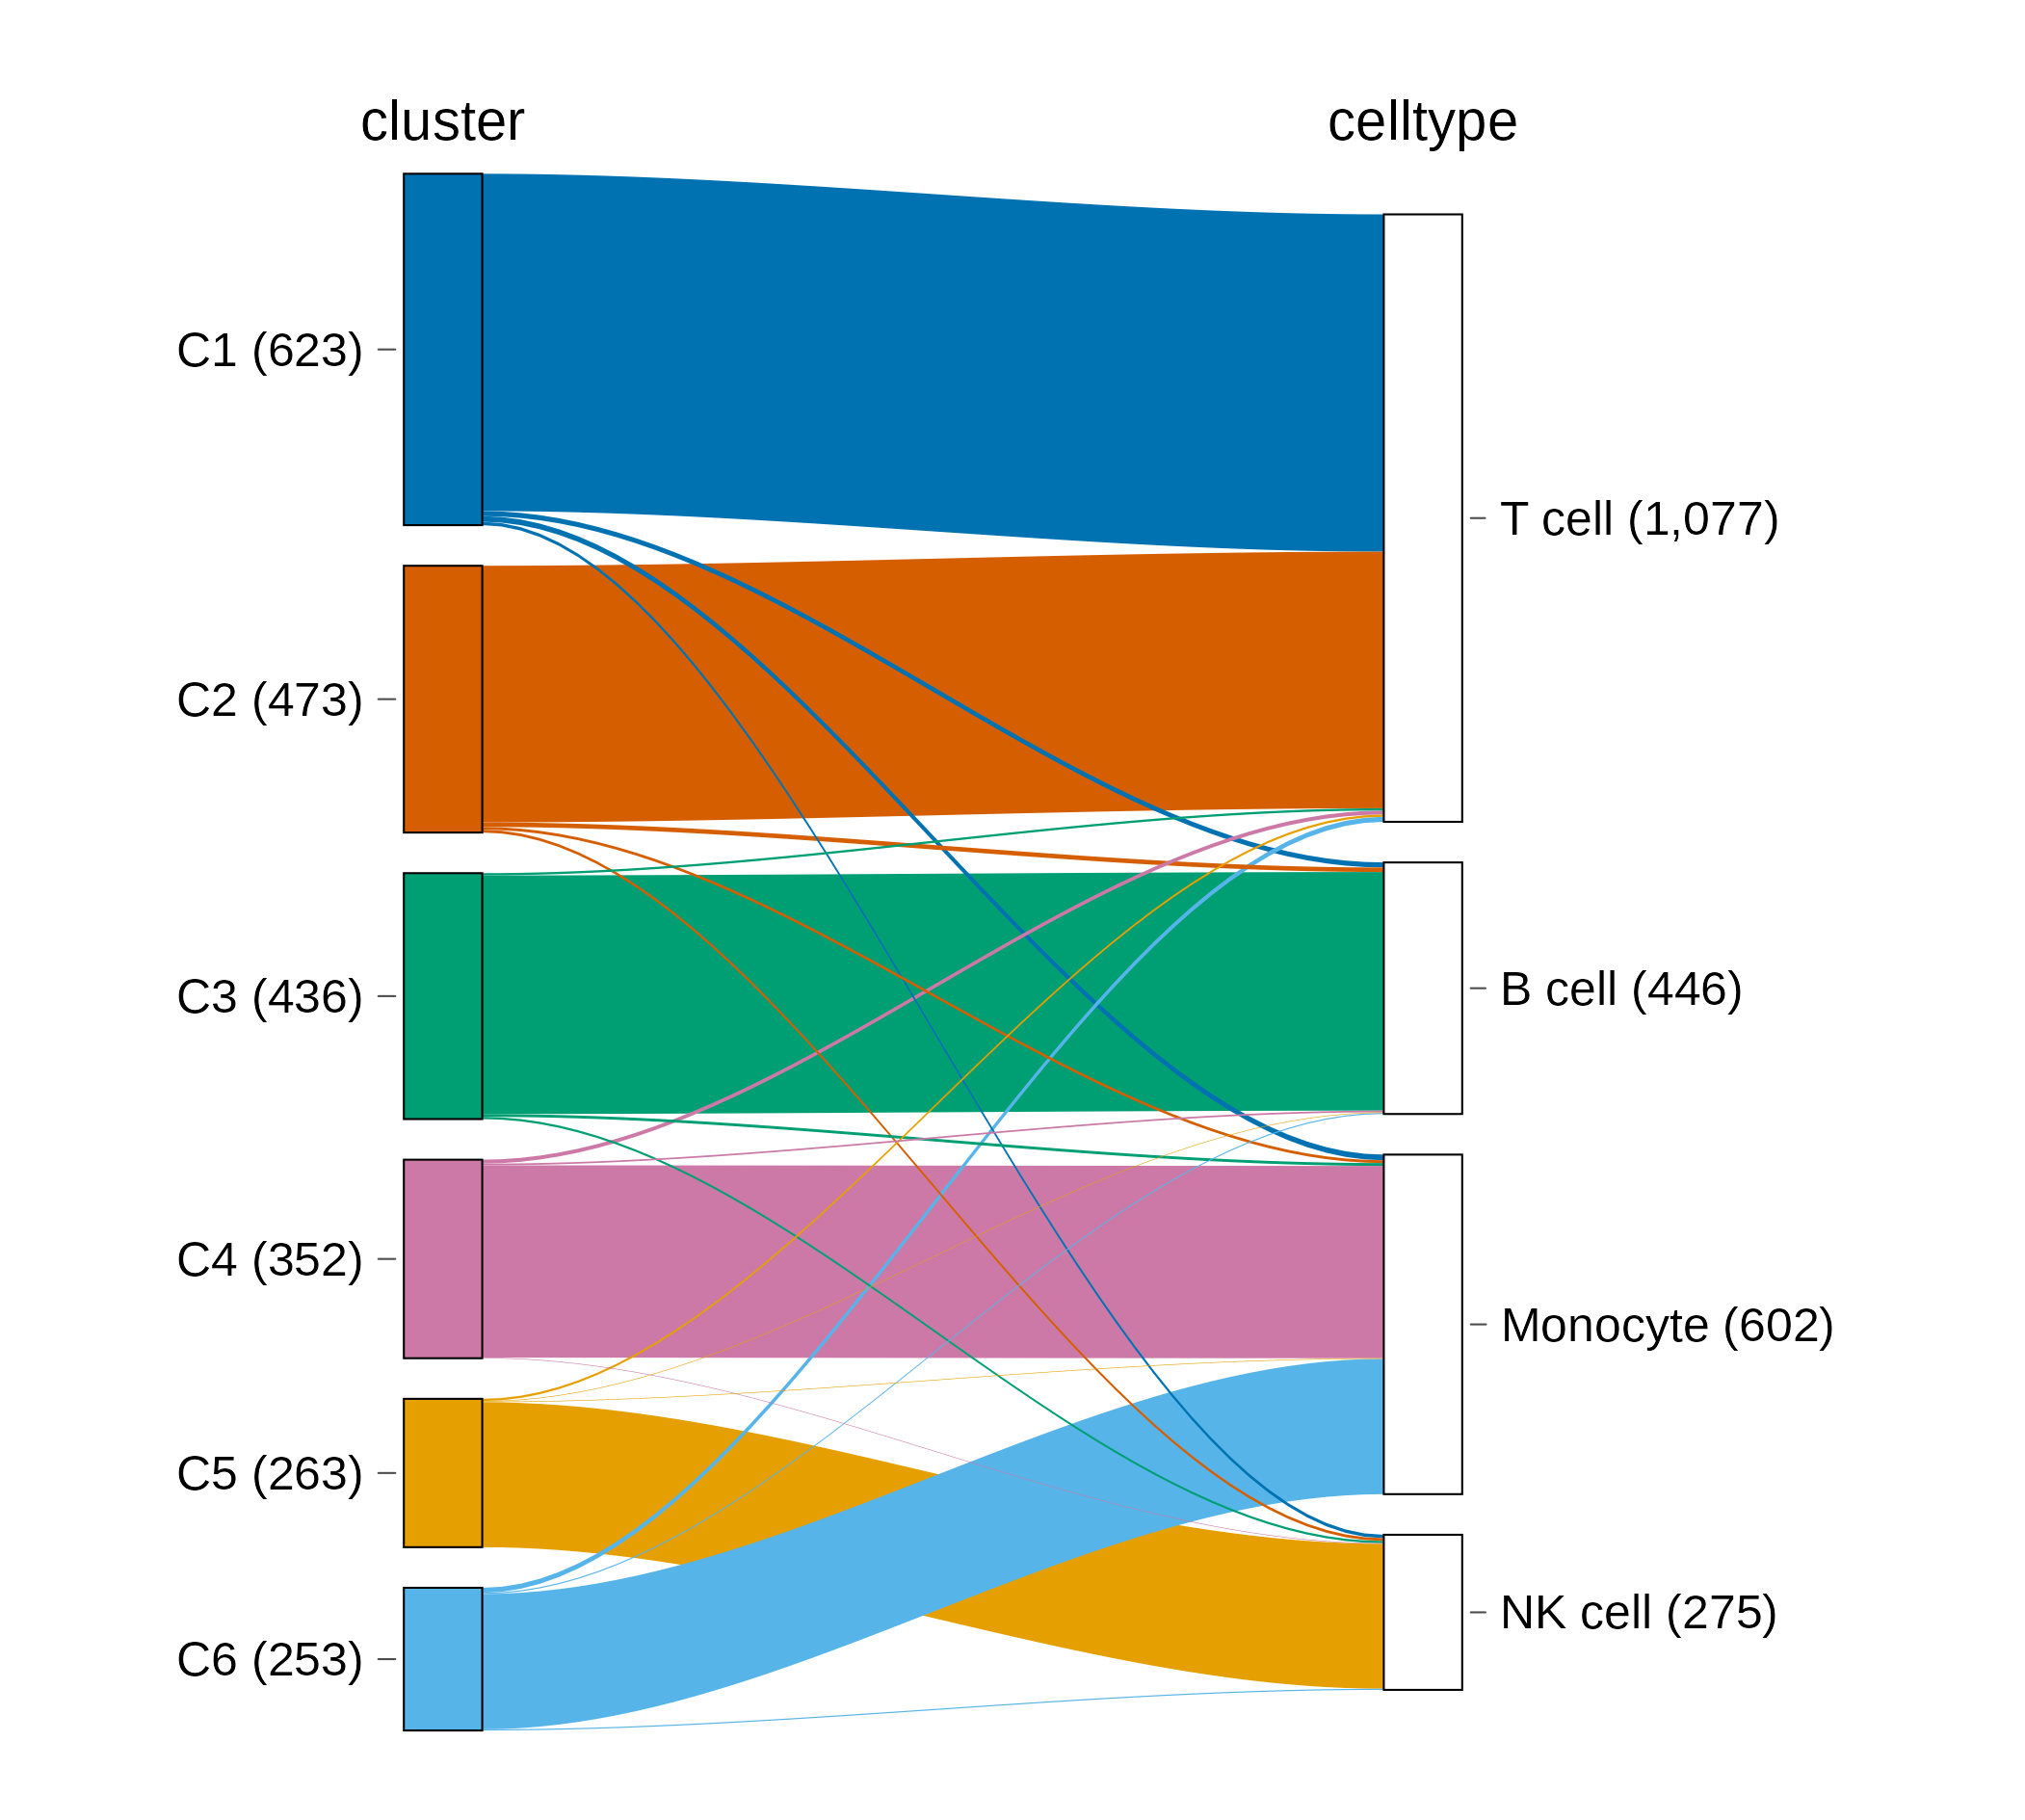 cluster
celltype
C1 (623)
C2 (473)
C3 (436)
C4 (352)
C5 (263)
C6 (253)
T cell (1,077)
B cell (446)
Monocyte (602)
NK cell (275)